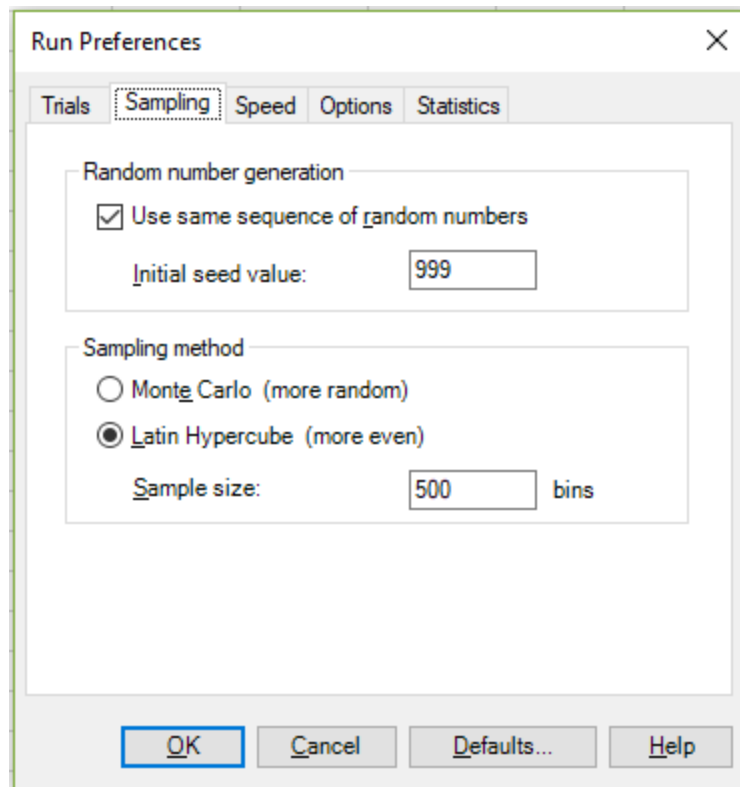 Run Preferences
Trials Sampling Speed Options Statistics
Random number generation
Use same sequence of random numbers
Initial seed value: 999
Sampling method
Monte Carlo (more random)
Latin Hypercube (more even)
Sample size: 500 bins
OK Cancel Defaults... Help